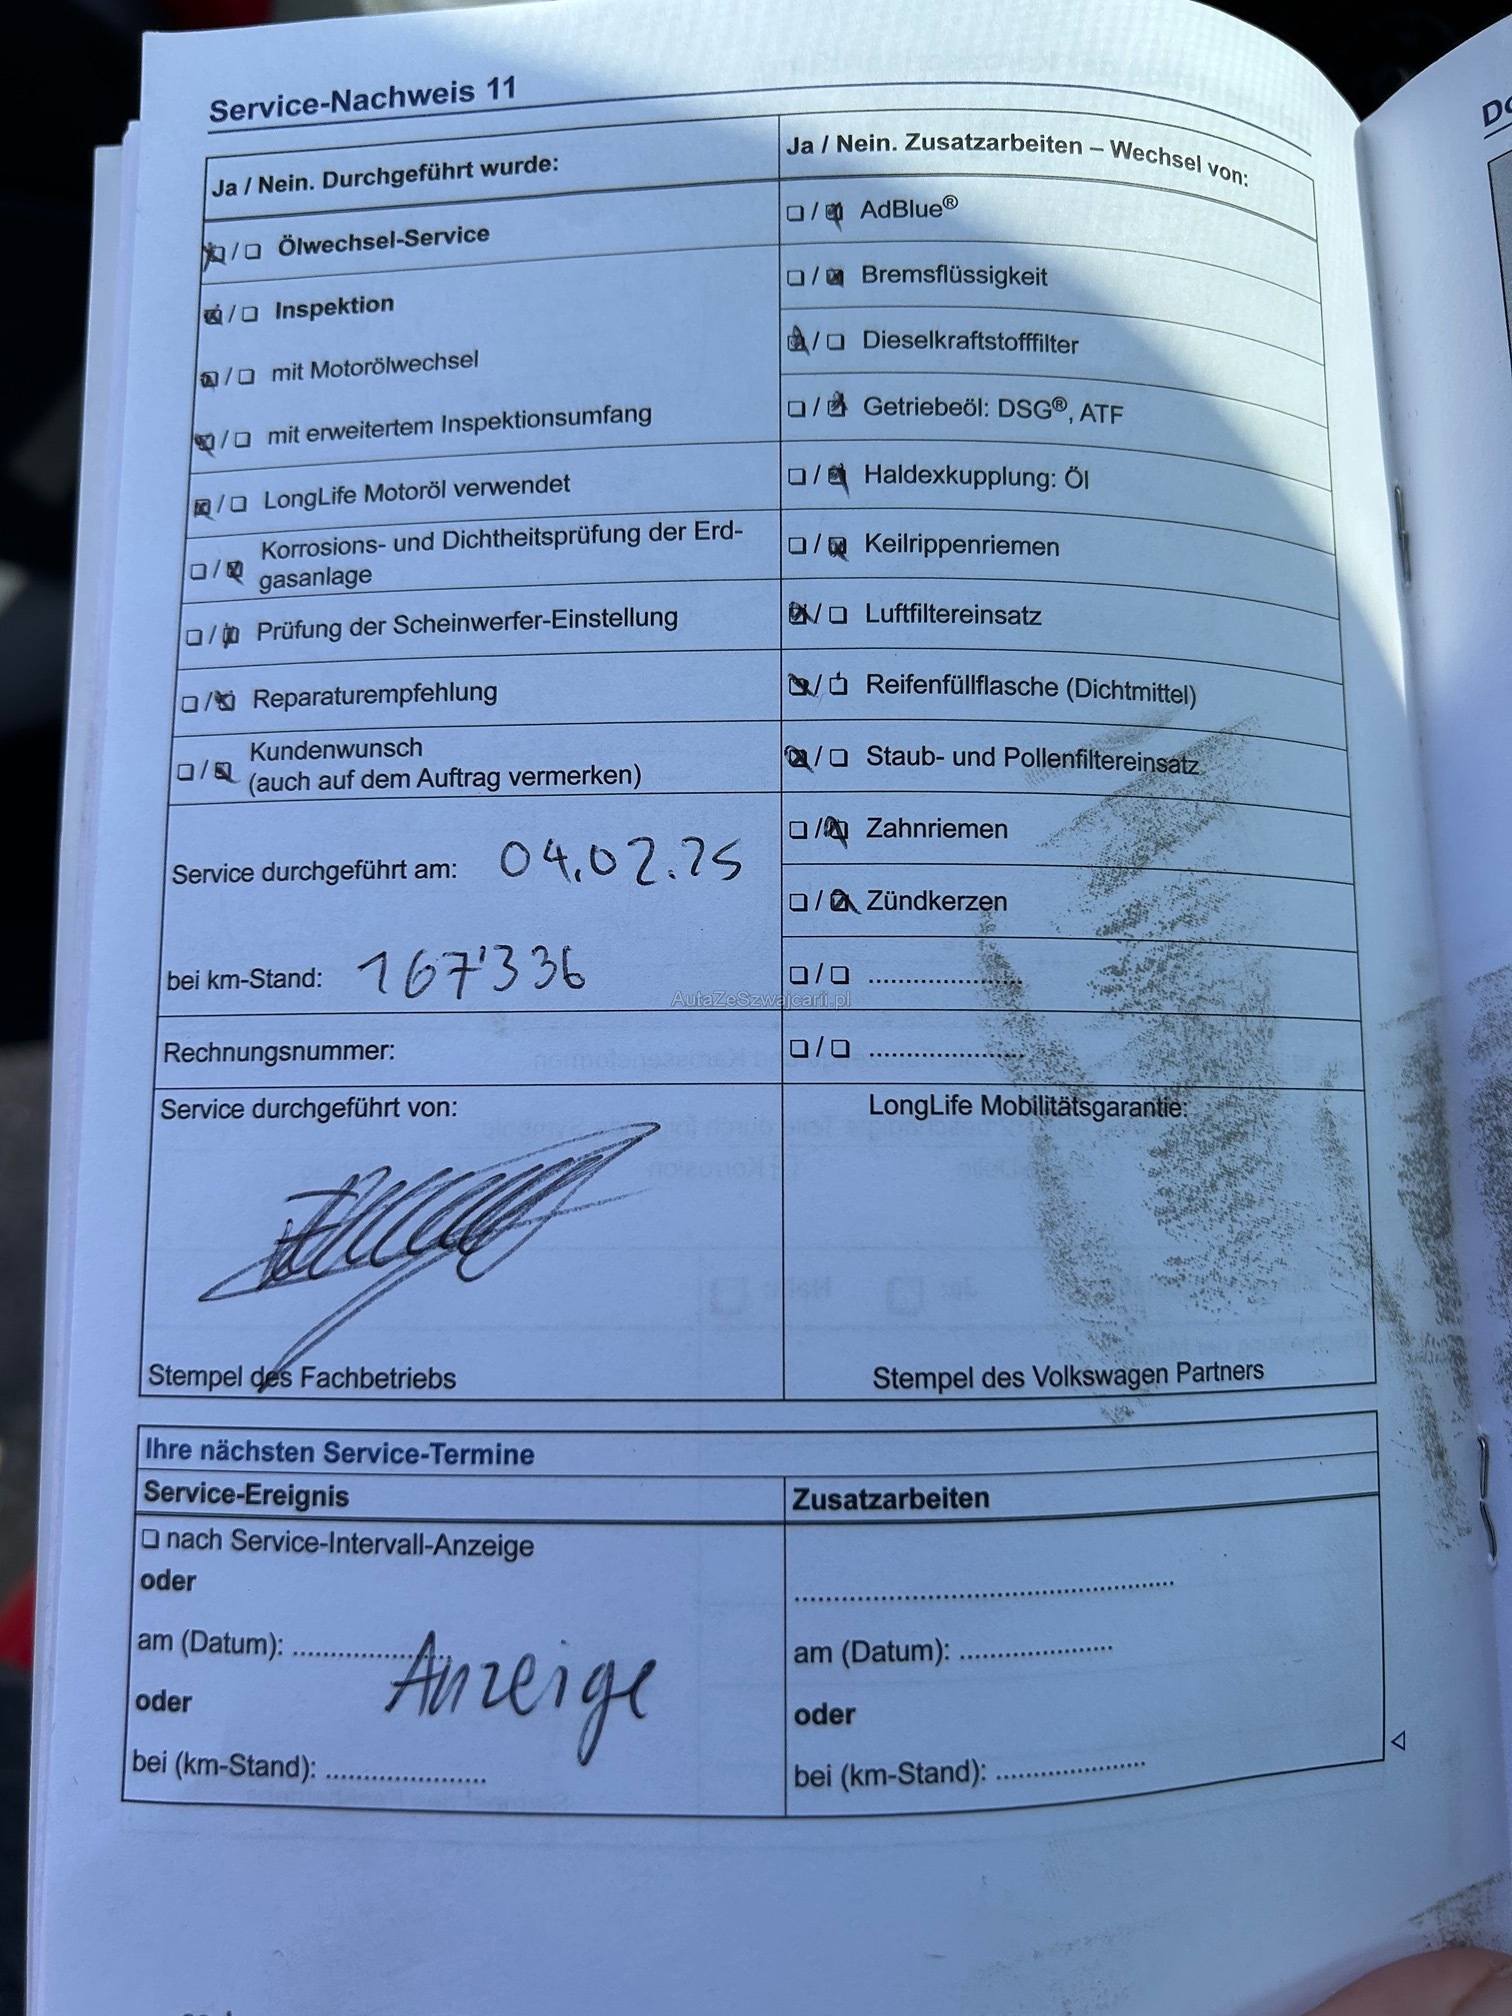 Service-Nachweis 11
Ja / Nein. Durchgeführt wurde:
Ölwechsel-Service
Inspektion
mit Motorölwechsel
mit erweitertem Inspektionsumfang
LongLife Motoröl verwendet
Korrosions- und Dichtheitsprüfung der Erd-
gasanlage
Prüfung der Scheinwerfer-Einstellung
Reparaturempfehlung
Kundenwunsch
(auch auf dem Auftrag vermerken)
Service durchgeführt am: 04.02.25
bei km-Stand: 167'336
Rechnungsnummer:
Service durchgeführt von:
Stempel des Fachbetriebs
Ja / Nein. Zusatzarbeiten – Wechsel von:
AdBlue®
Bremsflüssigkeit
Dieselkraftstofffilter
Getriebeöl: DSG®, ATF
Haldexkupplung: Öl
Keilrippenriemen
Luftfiltereinsatz
Reifenfüllflasche (Dichtmittel)
Staub- und Pollenfiltereinsatz
Zahnriemen
Zündkerzen
LongLife Mobilitätsgarantie:
Stempel des Volkswagen Partners
AutaZeSzwajcarii.pl
Ihre nächsten Service-Termine
Service-Ereignis
nach Service-Intervall-Anzeige
oder
am (Datum):
Anzeige
oder
bei (km-Stand):
Zusatzarbeiten
am (Datum):
oder
bei (km-Stand):